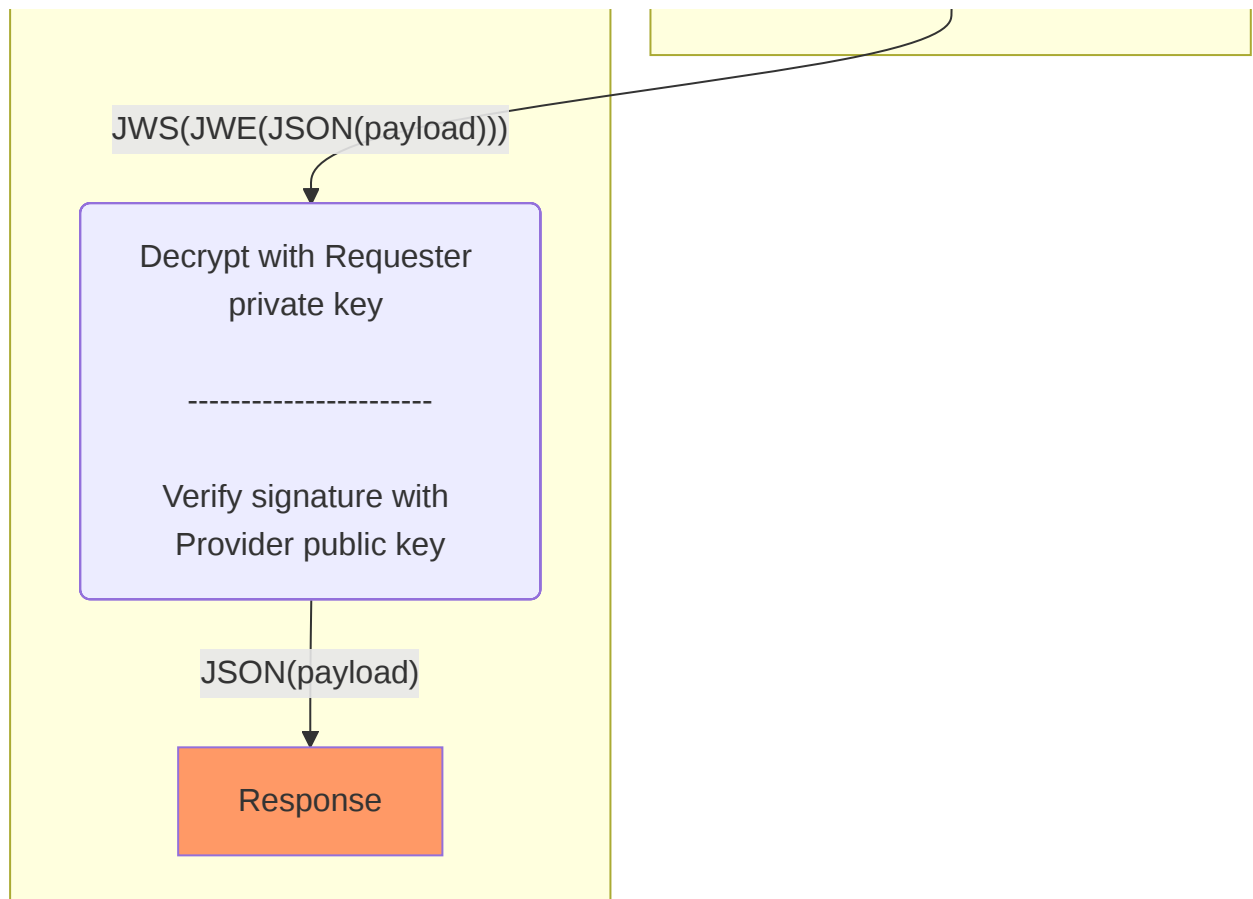 JWS(JWE(JSON(payload)))
Decrypt with Requester
private key
-----------------------
Verify signature with
Provider public key
JSON(payload)
Response